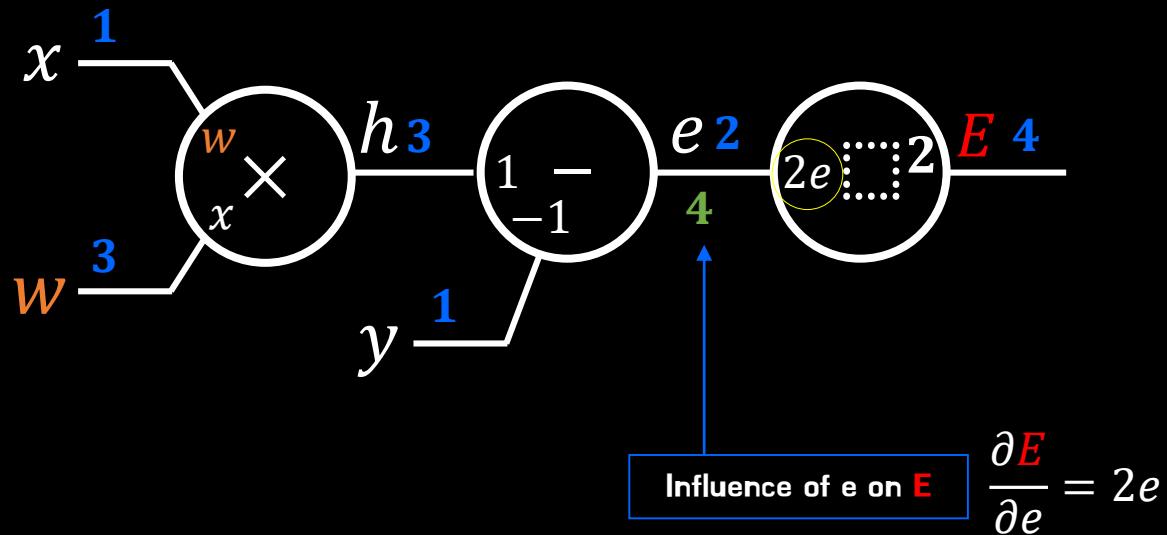 x 1
w × x
w 3
h 3
1 −
−1
y 1
e 2
4
2e 2
E 4
Influence of e on E
∂E/∂e = 2e